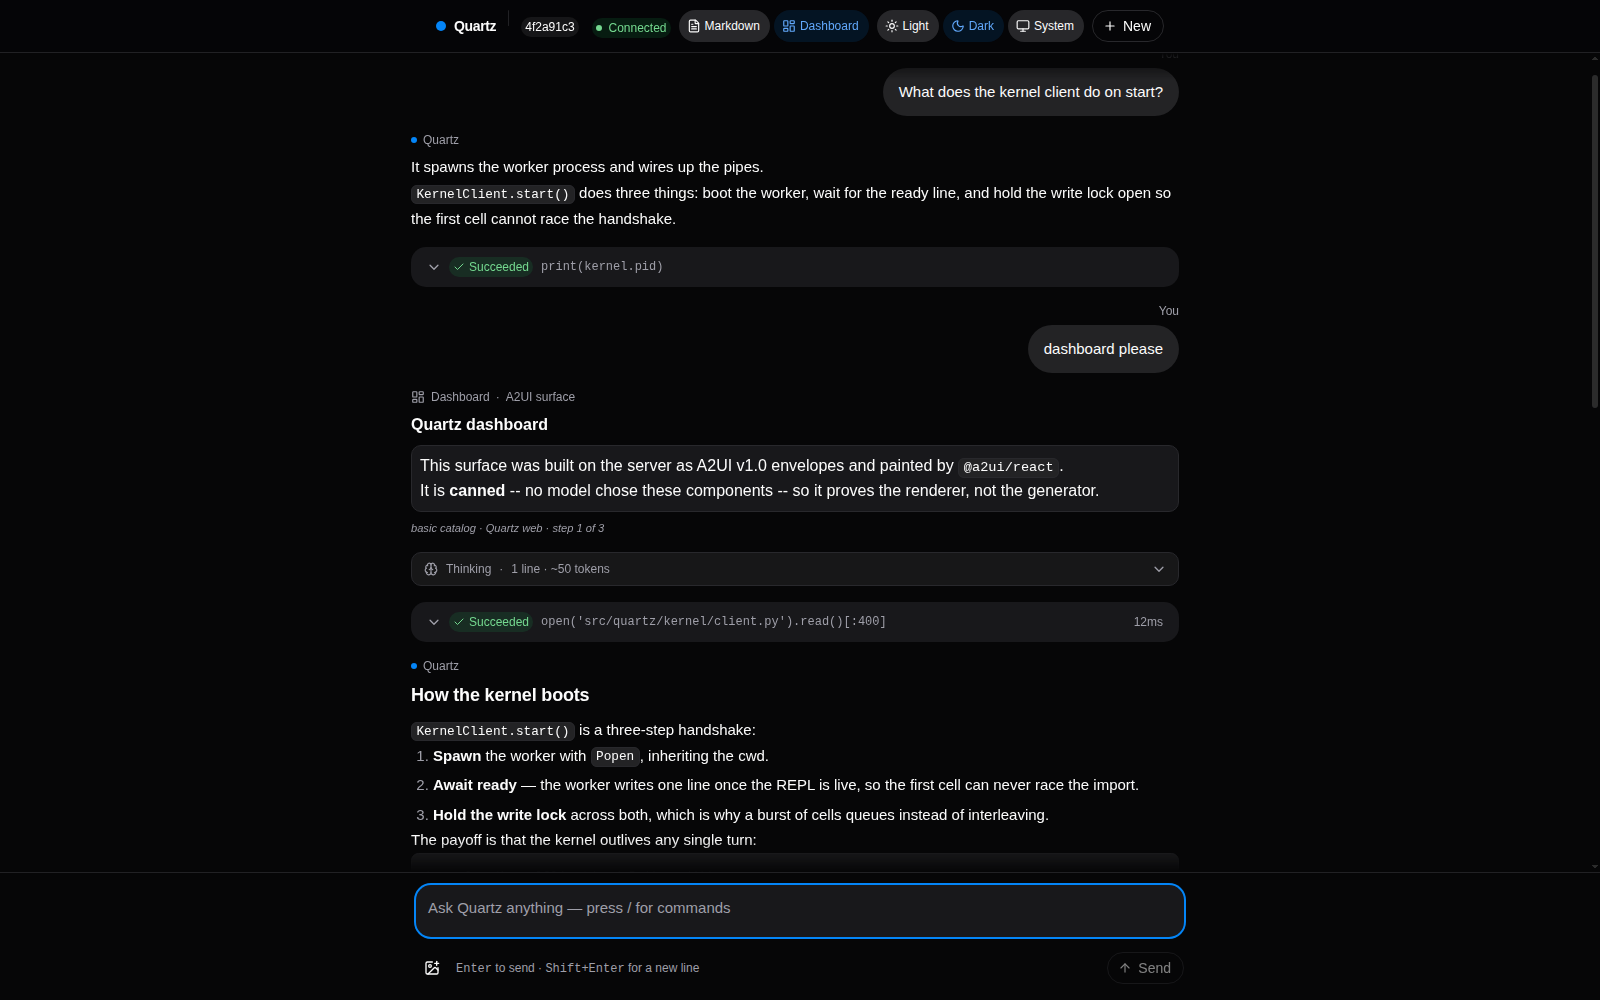 Quartz 4f2a91c3 Connected Markdown Dashboard Light Dark System New
What does the kernel client do on start?
Quartz
It spawns the worker process and wires up the pipes.
KernelClient.start() does three things: boot the worker, wait for the ready line, and hold the write lock open so
the first cell cannot race the handshake.
Succeeded print(kernel.pid)
You
dashboard please
Dashboard · A2UI surface
Quartz dashboard
This surface was built on the server as A2UI v1.0 envelopes and painted by @a2ui/react.
It is canned -- no model chose these components -- so it proves the renderer, not the generator.
basic catalog · Quartz web · step 1 of 3
Thinking · 1 line · ~50 tokens
Succeeded open('src/quartz/kernel/client.py').read()[:400] 12ms
Quartz
How the kernel boots
KernelClient.start() is a three-step handshake:
1. Spawn the worker with Popen, inheriting the cwd.
2. Await ready — the worker writes one line once the REPL is live, so the first cell can never race the import.
3. Hold the write lock across both, which is why a burst of cells queues instead of interleaving.
The payoff is that the kernel outlives any single turn:
Ask Quartz anything — press / for commands
Enter to send · Shift+Enter for a new line Send